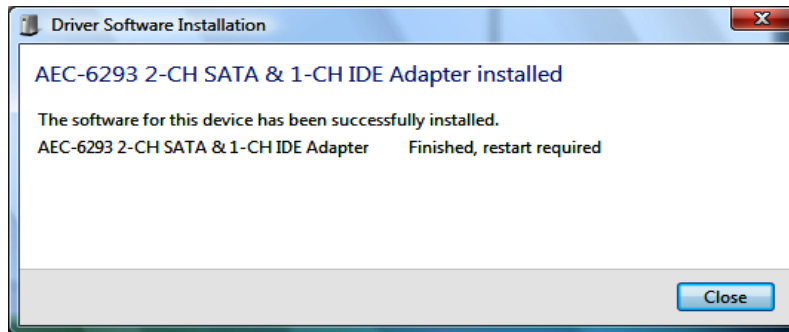 Driver Software Installation
AEC-6293 2-CH SATA & 1-CH IDE Adapter installed
The software for this device has been successfully installed.
AEC-6293 2-CH SATA & 1-CH IDE Adapter Finished, restart required
Close